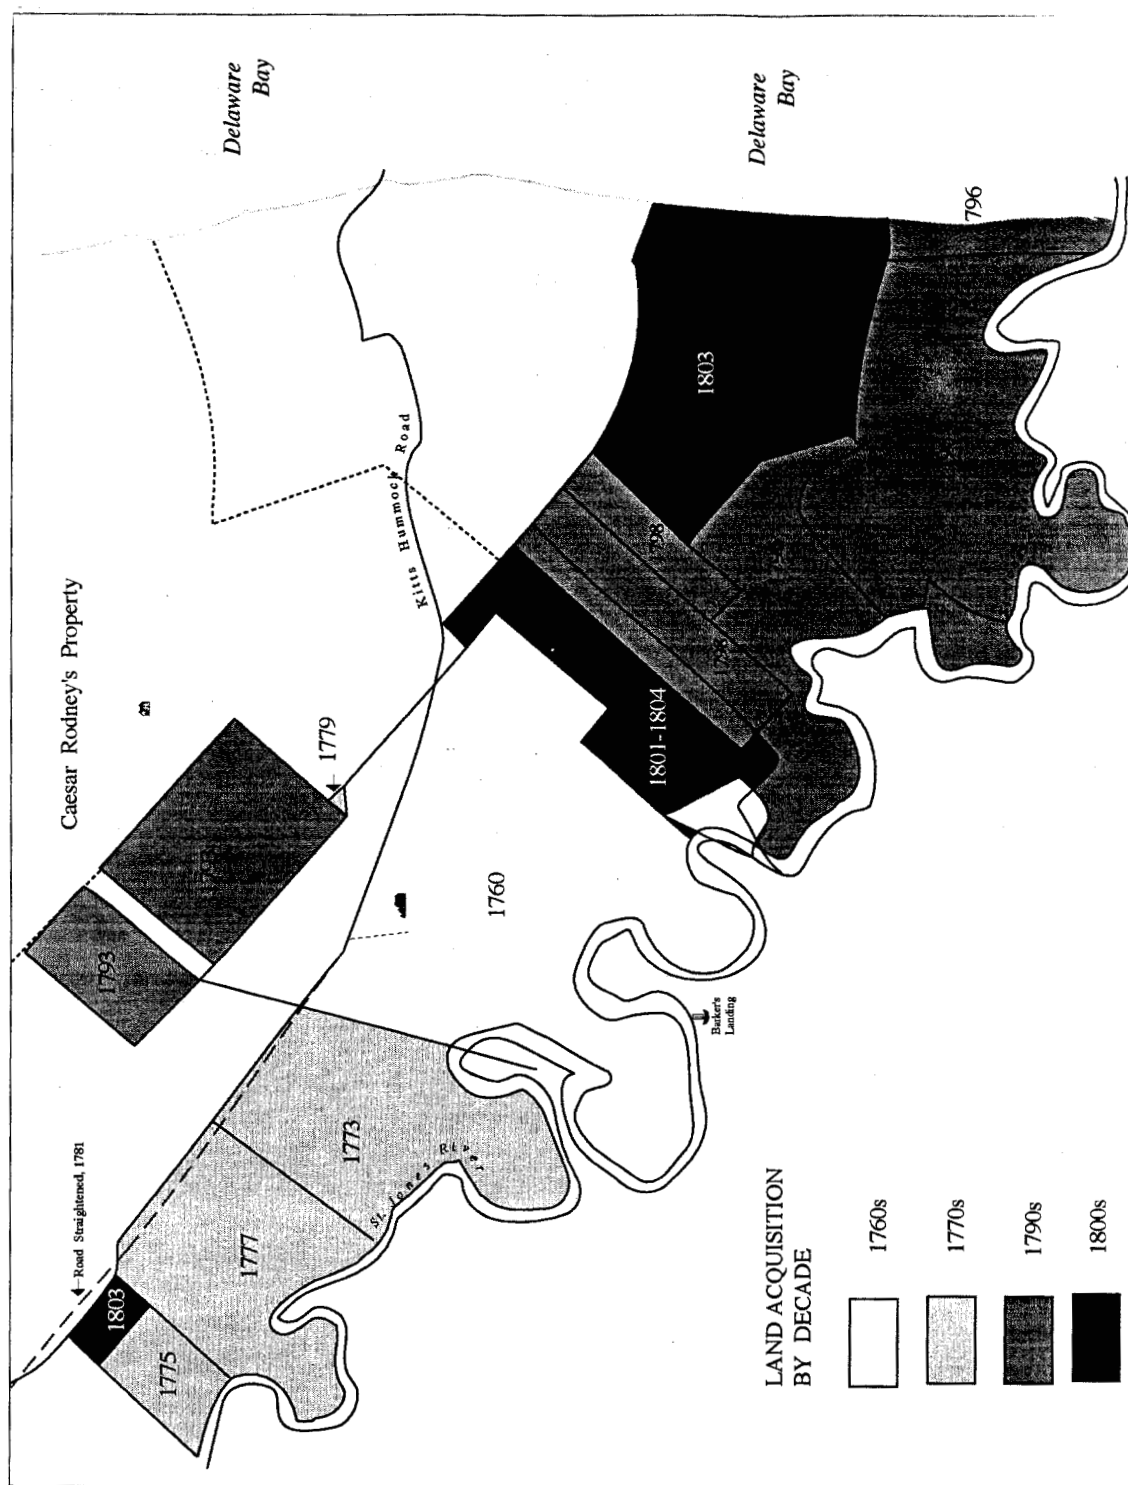 Delaware
Bay
Delaware
Bay
Caesar Rodney's Property
Kitts Hummock Road
1803
796
1779
1801-1804
1793
1760
Barker's
Landing
Road Straightened, 1781
1773
St. Jones River
1777
1803
1775
LAND ACQUISITION
BY DECADE
1760s
1770s
1790s
1800s